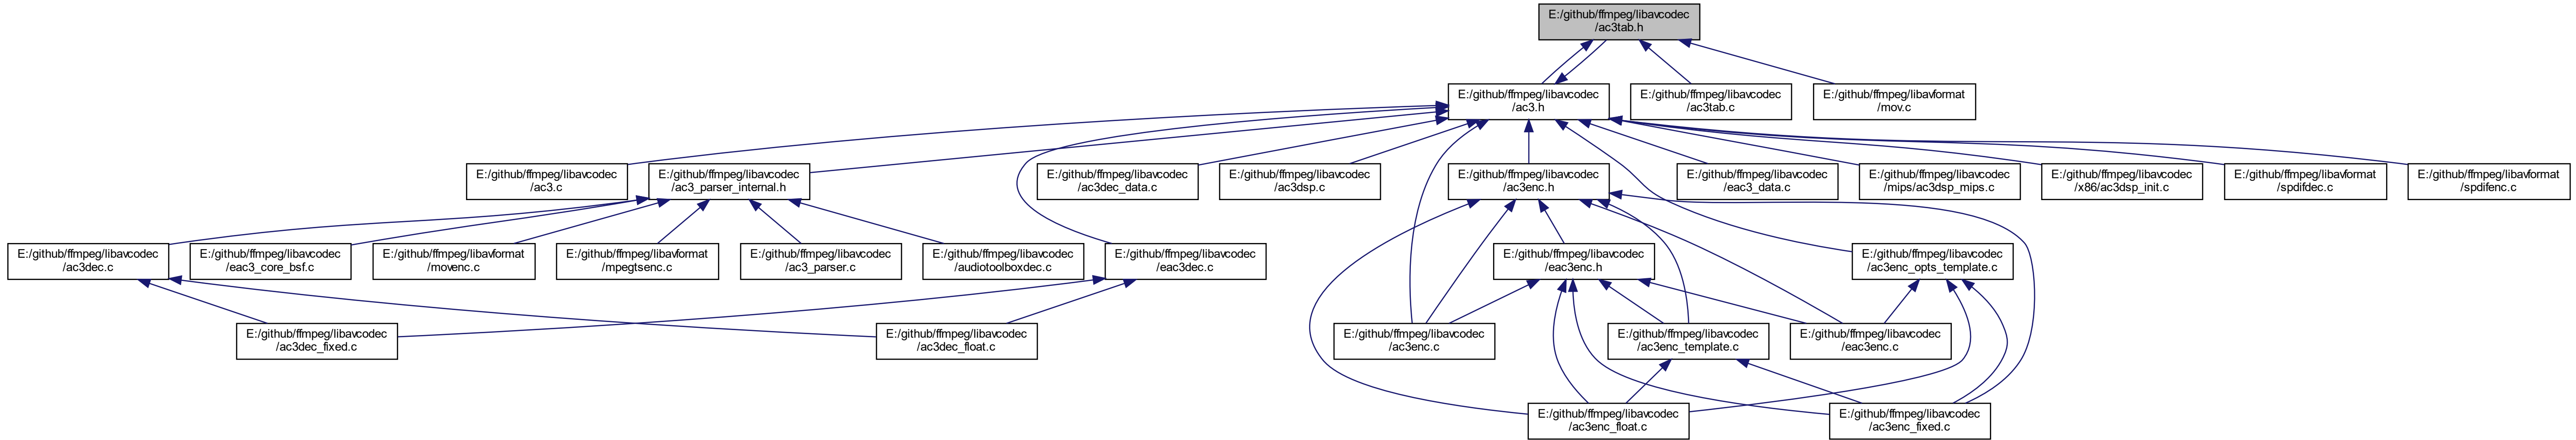 E:/github/ffmpeg/libavcodec
/ac3tab.h
E:/github/ffmpeg/libavcodec
/ac3.h
E:/github/ffmpeg/libavcodec
/ac3tab.c
E:/github/ffmpeg/libavformat
/mov.c
E:/github/ffmpeg/libavcodec
/ac3.c
E:/github/ffmpeg/libavcodec
/ac3_parser_internal.h
E:/github/ffmpeg/libavcodec
/ac3dec_data.c
E:/github/ffmpeg/libavcodec
/ac3dsp.c
E:/github/ffmpeg/libavcodec
/ac3enc.h
E:/github/ffmpeg/libavcodec
/eac3_data.c
E:/github/ffmpeg/libavcodec
/mips/ac3dsp_mips.c
E:/github/ffmpeg/libavcodec
/x86/ac3dsp_init.c
E:/github/ffmpeg/libavformat
/spdifdec.c
E:/github/ffmpeg/libavformat
/spdifenc.c
E:/github/ffmpeg/libavcodec
/ac3dec.c
E:/github/ffmpeg/libavcodec
/eac3_core_bsf.c
E:/github/ffmpeg/libavformat
/movenc.c
E:/github/ffmpeg/libavformat
/mpegtsenc.c
E:/github/ffmpeg/libavcodec
/ac3_parser.c
E:/github/ffmpeg/libavcodec
/audiotoolboxdec.c
E:/github/ffmpeg/libavcodec
/eac3dec.c
E:/github/ffmpeg/libavcodec
/eac3enc.h
E:/github/ffmpeg/libavcodec
/ac3enc_opts_template.c
E:/github/ffmpeg/libavcodec
/ac3dec_fixed.c
E:/github/ffmpeg/libavcodec
/ac3dec_float.c
E:/github/ffmpeg/libavcodec
/ac3enc.c
E:/github/ffmpeg/libavcodec
/ac3enc_template.c
E:/github/ffmpeg/libavcodec
/eac3enc.c
E:/github/ffmpeg/libavcodec
/ac3enc_float.c
E:/github/ffmpeg/libavcodec
/ac3enc_fixed.c